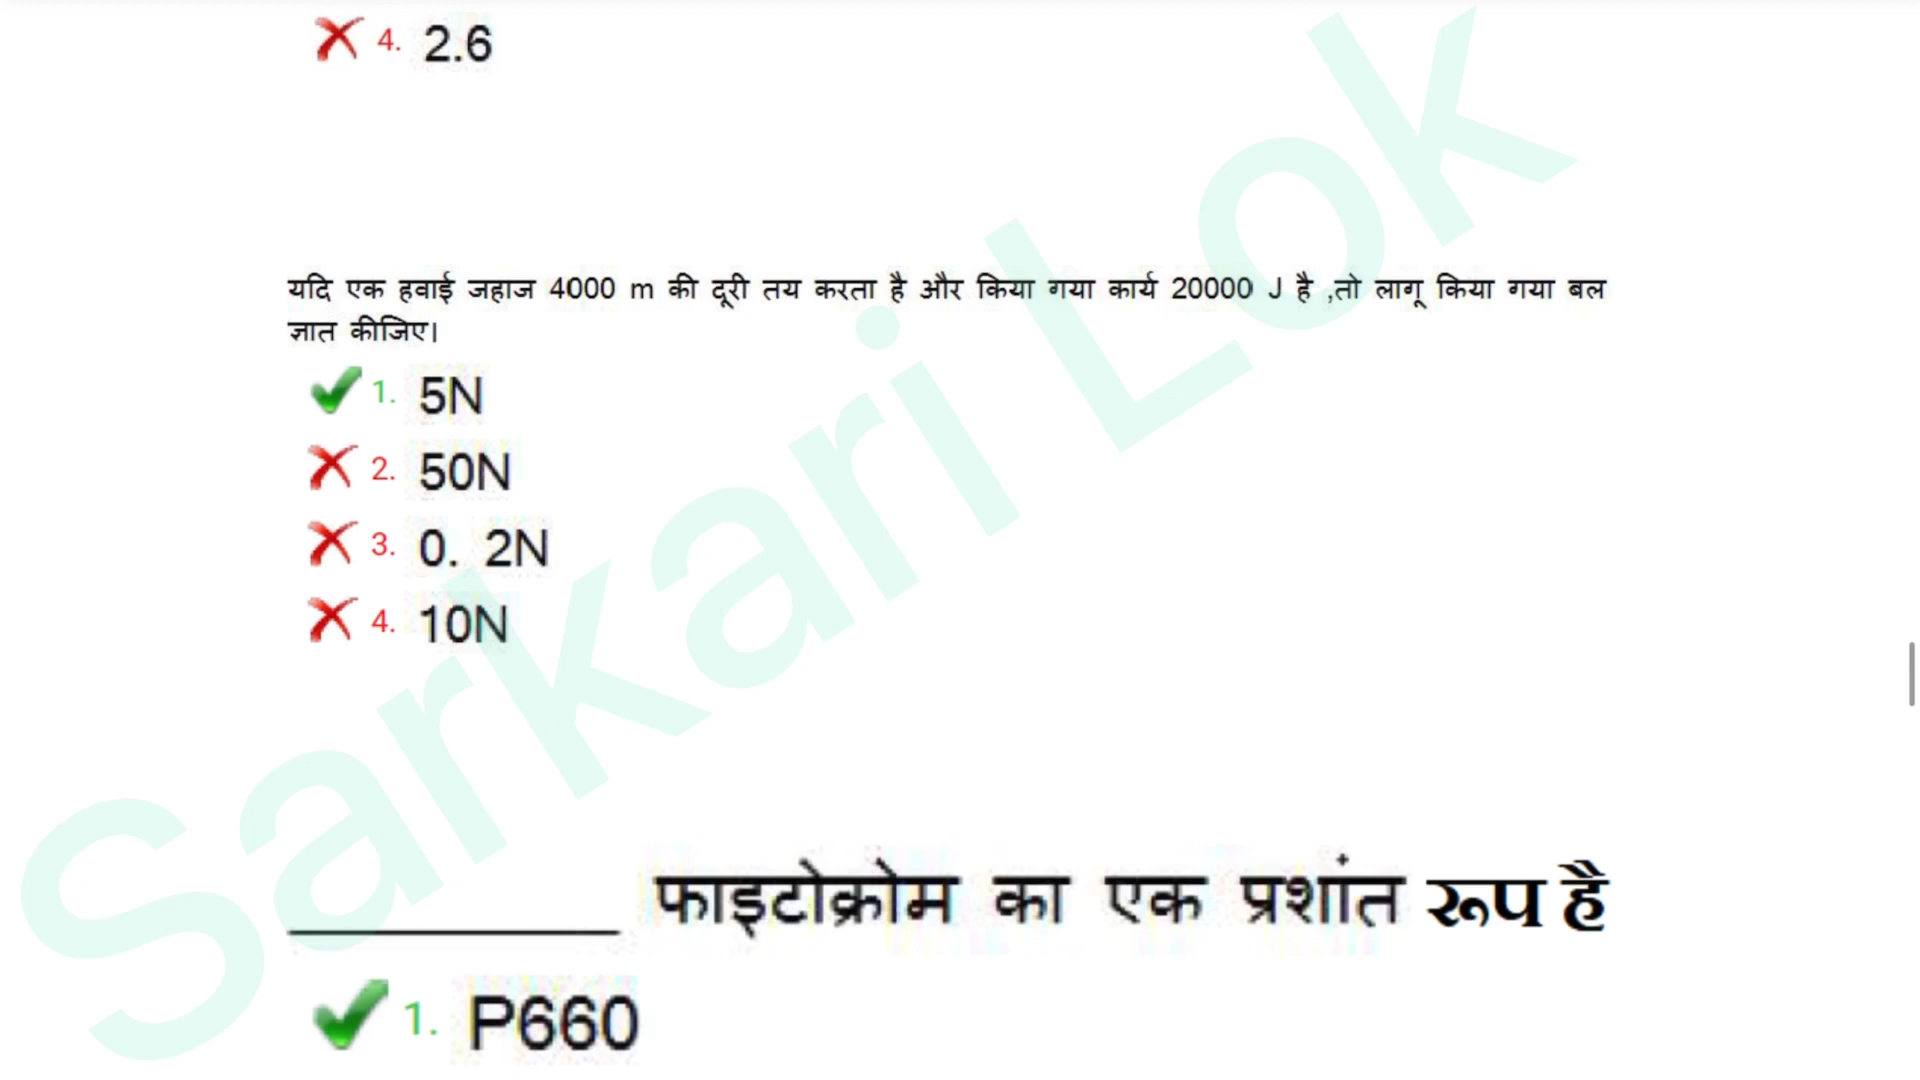 4. 2.6
यदि एक हवाई जहाज 4000 m की दूरी तय करता है और किया गया कार्य 20000 J है ,तो लागू किया गया बल
ज्ञात कीजिए।
1. 5N
2. 50N
3. 0. 2N
4. 10N
__________ फाइटोक्रोम का एक प्रशांत रूप है
1. P660
Sarkari Lok